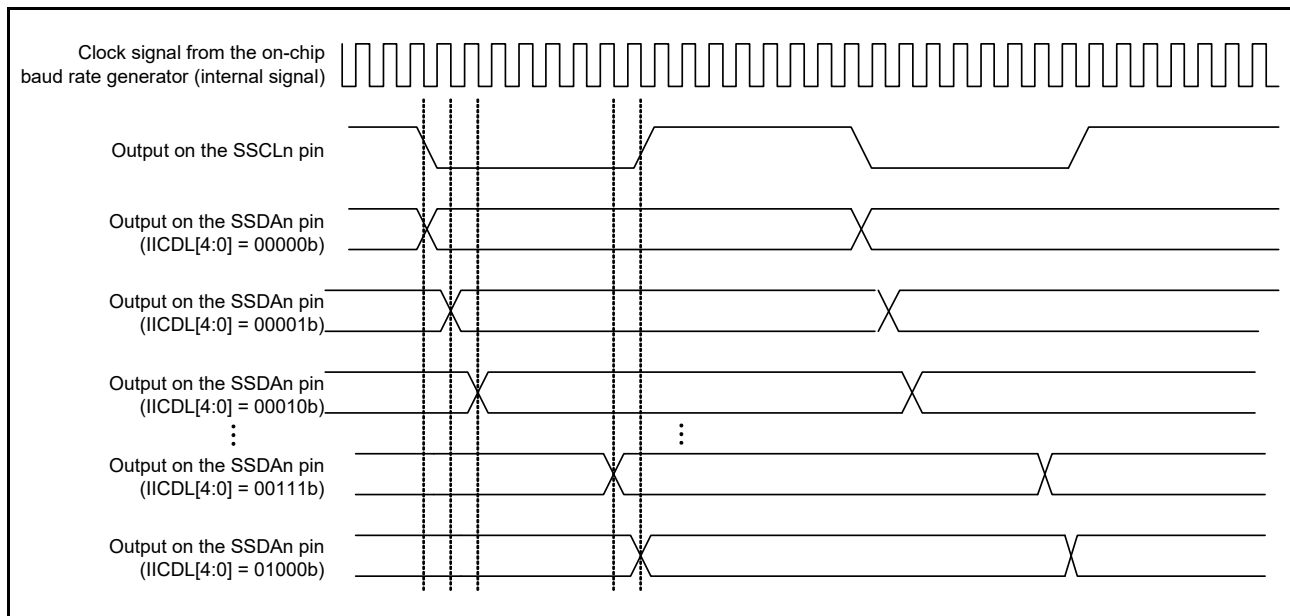 Clock signal from the on-chip
baud rate generator (internal signal)
Output on the SSCLn pin
Output on the SSDAn pin
(IICDL[4:0] = 00000b)
Output on the SSDAn pin
(IICDL[4:0] = 00001b)
Output on the SSDAn pin
(IICDL[4:0] = 00010b)
Output on the SSDAn pin
(IICDL[4:0] = 00111b)
Output on the SSDAn pin
(IICDL[4:0] = 01000b)